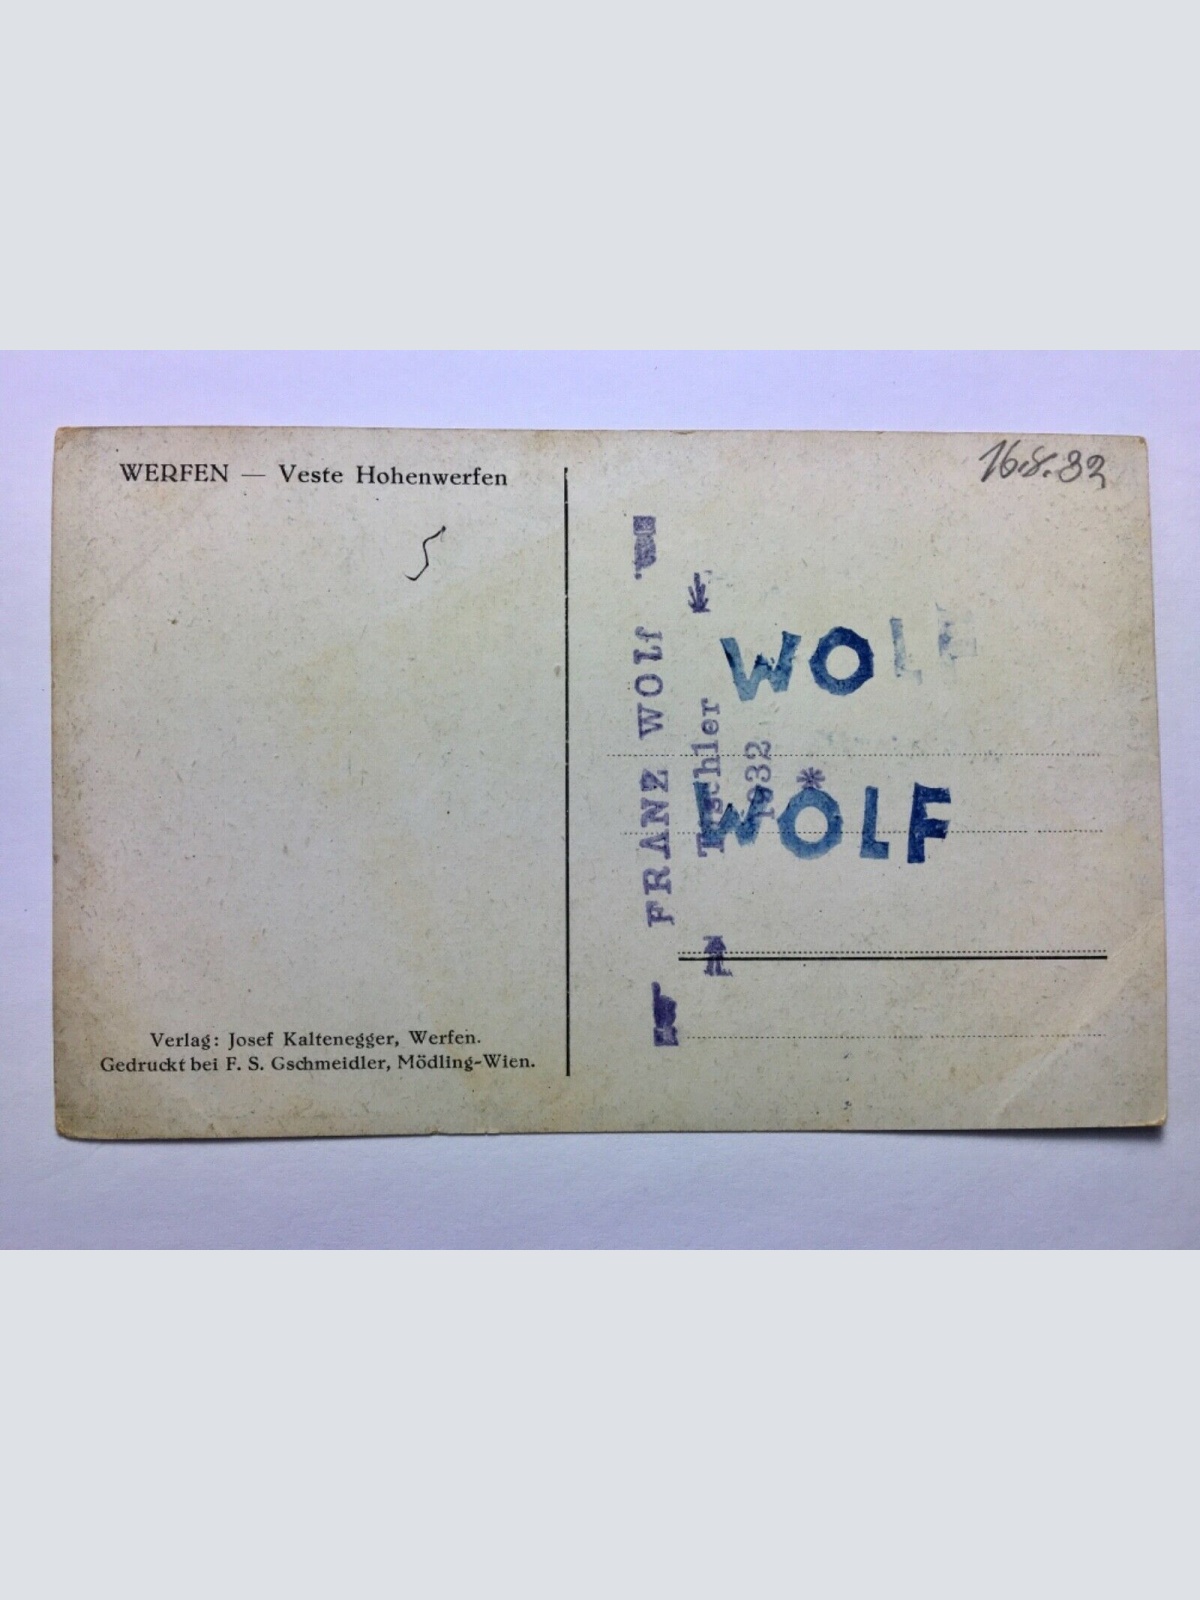 WERFEN — Veste Hohenwerfen
16.8.32
FRANZ WOLF
Tischler
1932
WOLF
WOLF
Verlag: Josef Kaltenegger, Werfen.
Gedruckt bei F. S. Gschmeidler, Mödling-Wien.